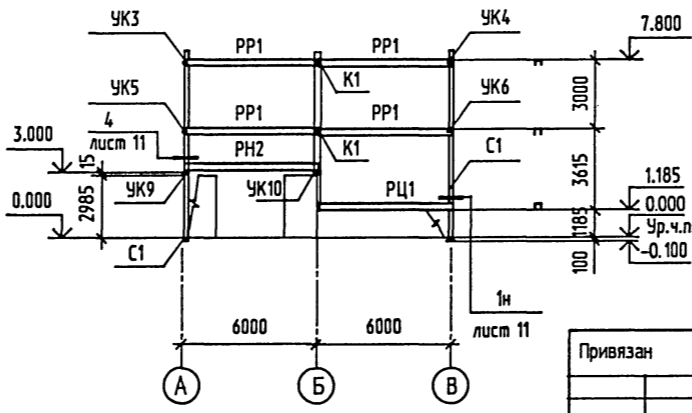 УК3
РР1
РР1
УК4
7.800
К1
3000
УК5
РР1
РР1
УК6
4
лист 11
К1
С1
3615
3.000
15
РН2
УК9
УК10
РЦ1
1.185
0.000
2985
0.000
1185
Ур.ч.п
-0.100
100
С1
1н
лист 11
6000
6000
Привязан
А
Б
В